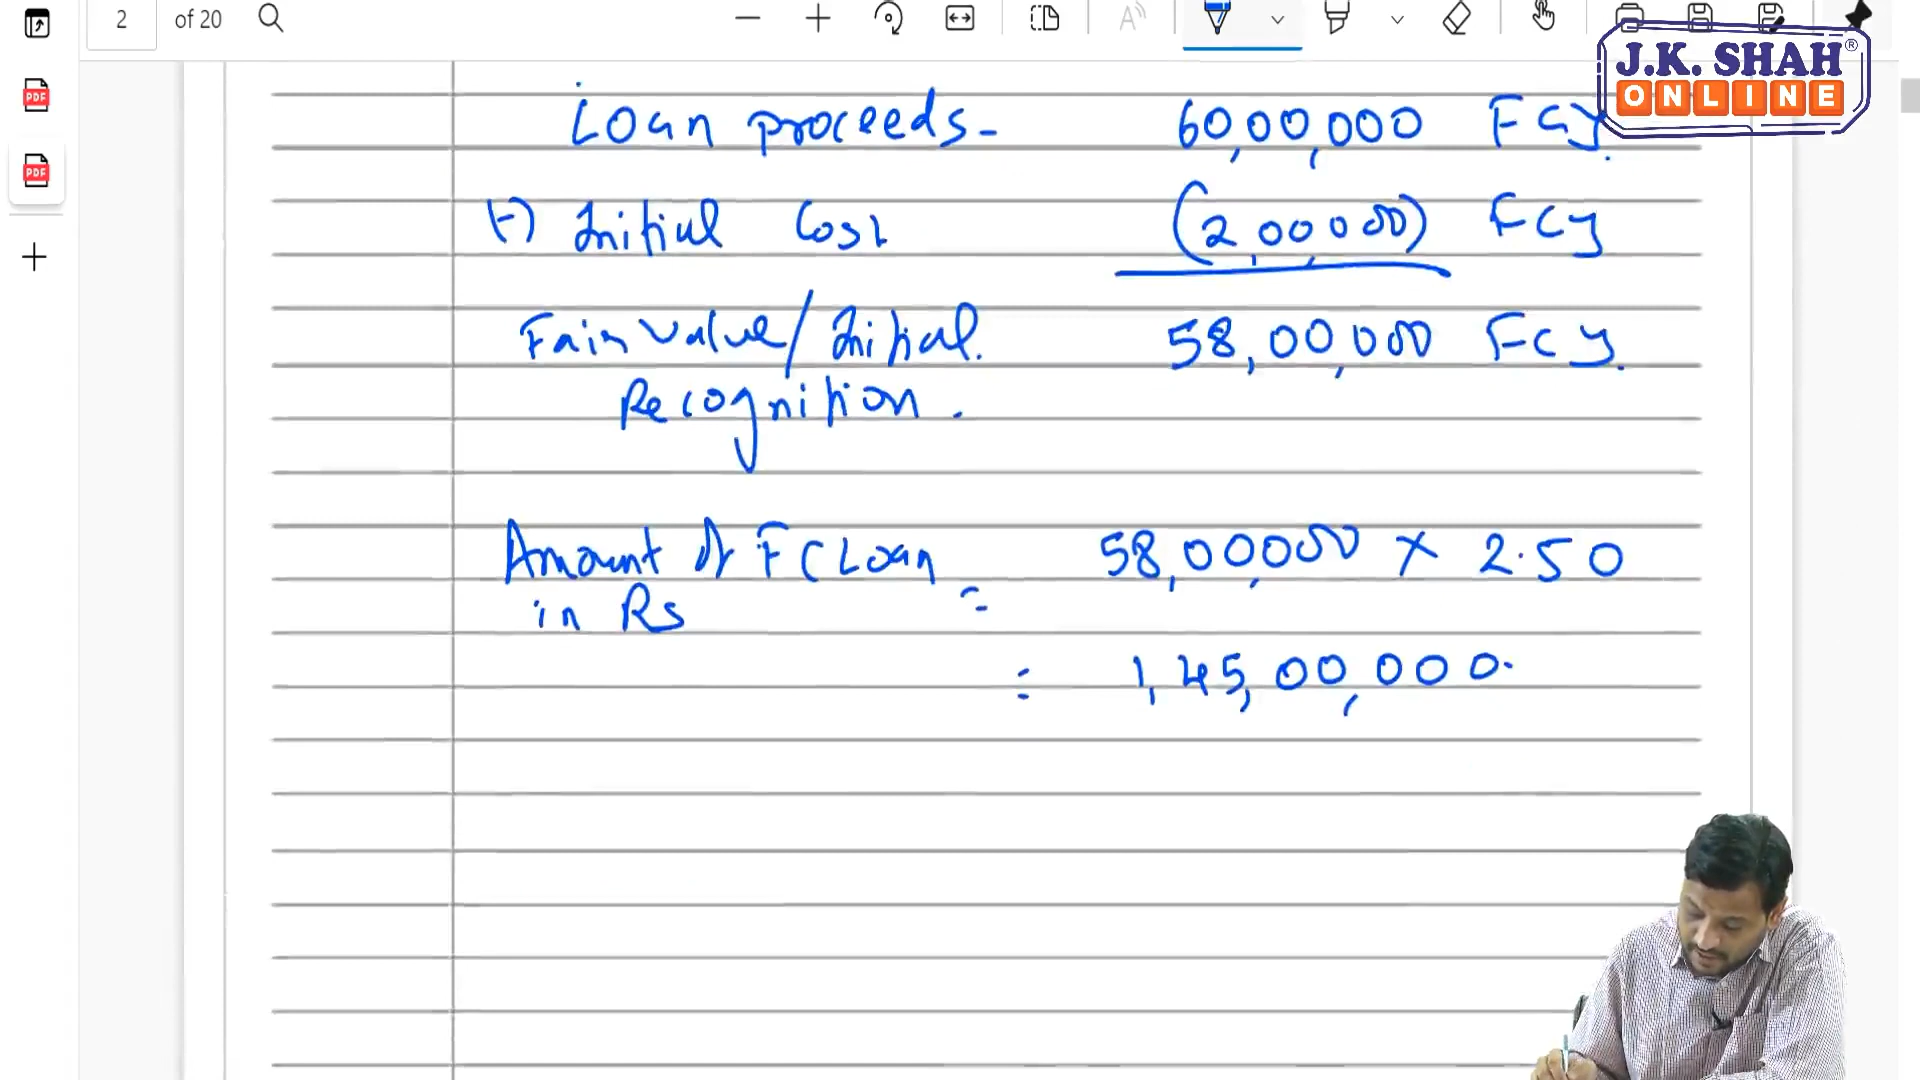 2 of 20
J.K. SHAH ®
ONLINE
PDF
PDF
Loan proceeds- 60,00,000 FCy.
(-) Initial Cost (2,00,000) FCy
Fair Value/Initial. 58,00,000 FCy.
Recognition.
Amount of FC Loan = 58,00,000 × 2.50
in Rs
= 1,45,00,000.